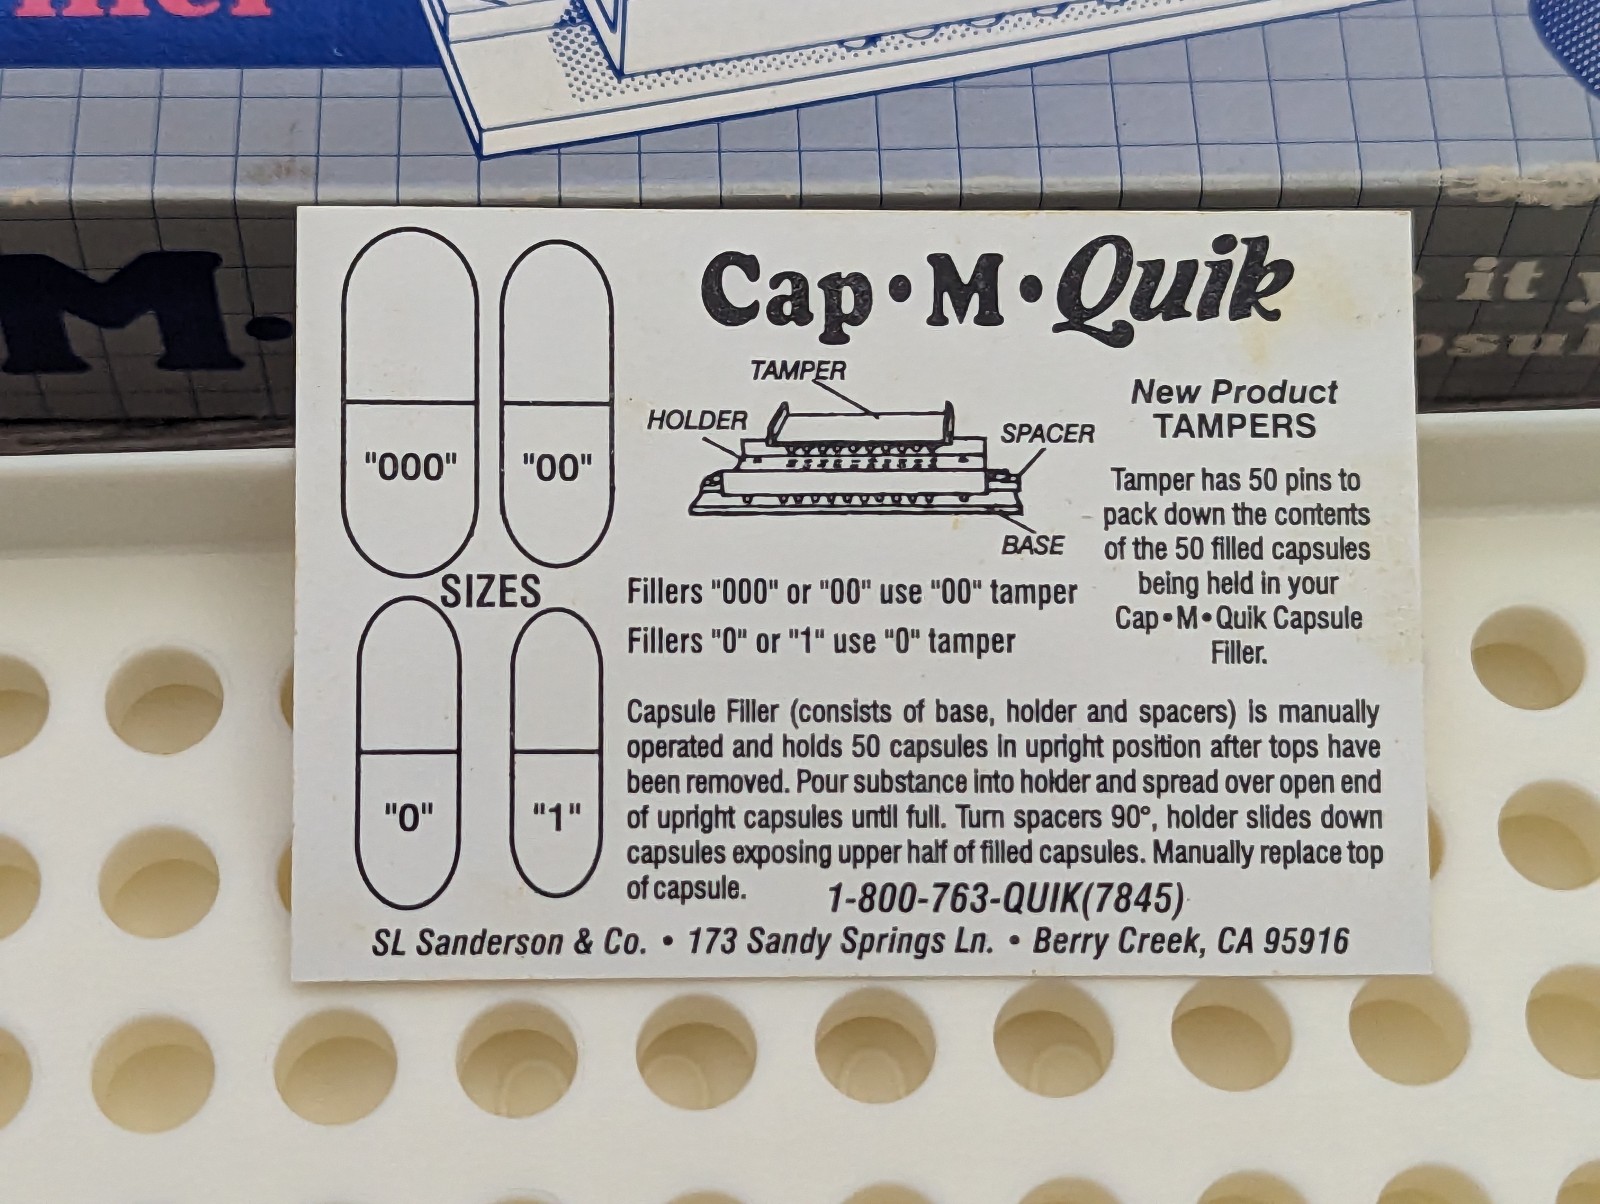 M.
it y
Cap•M•Quik
TAMPER
HOLDER
SPACER
BASE
New Product
TAMPERS
Tamper has 50 pins to
pack down the contents
of the 50 filled capsules
being held in your
Cap•M•Quik Capsule
Filler.
"000"
"00"
SIZES
"0"
"1"
Fillers "000" or "00" use "00" tamper
Fillers "0" or "1" use "0" tamper
Capsule Filler (consists of base, holder and spacers) is manually
operated and holds 50 capsules in upright position after tops have
been removed. Pour substance into holder and spread over open end
of upright capsules until full. Turn spacers 90°, holder slides down
capsules exposing upper half of filled capsules. Manually replace top
of capsule.
1-800-763-QUIK(7845)
SL Sanderson & Co. • 173 Sandy Springs Ln. • Berry Creek, CA 95916